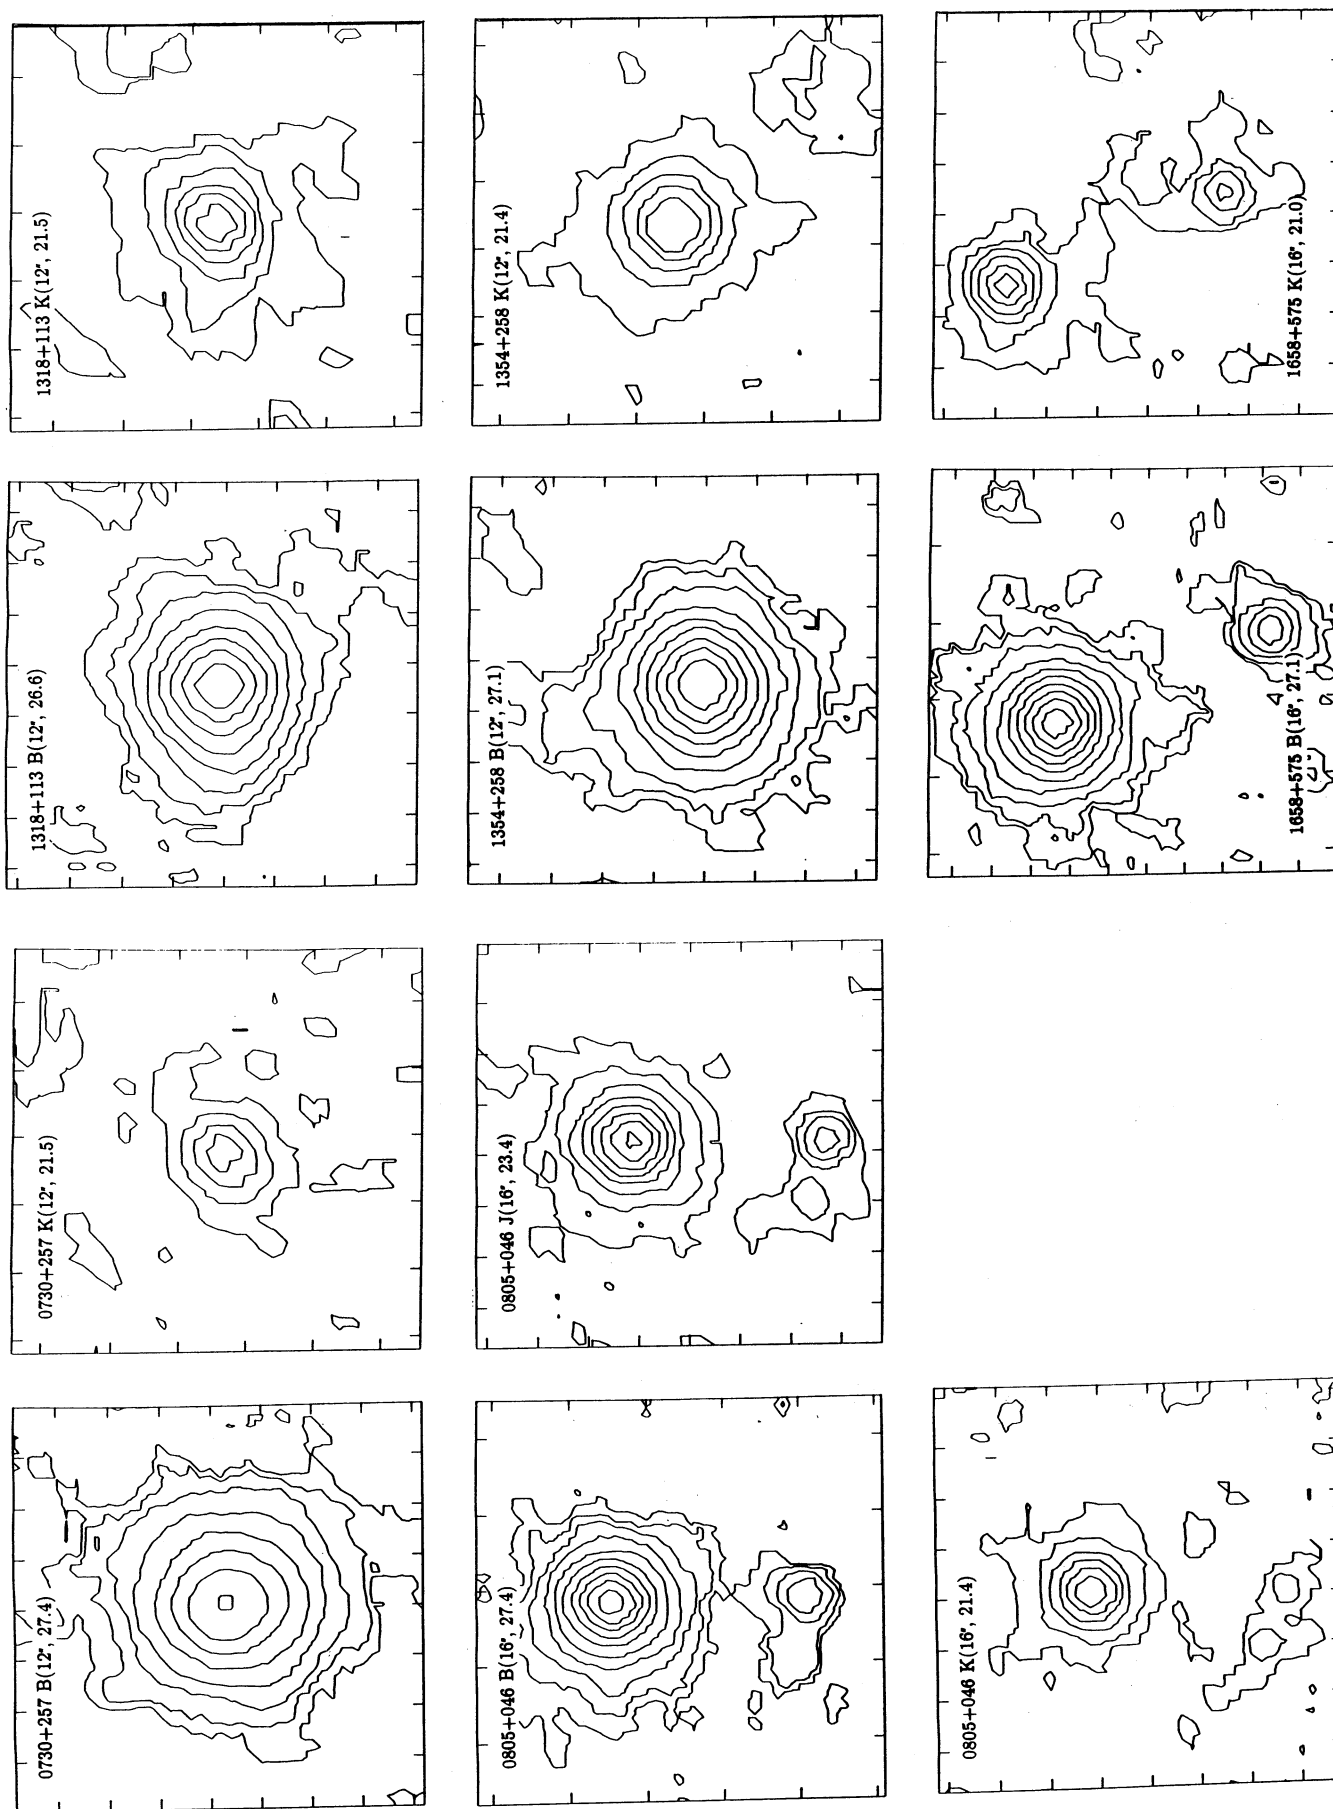 0730+257 B(12", 27.4)
0730+257 K(12", 21.5)
1318+113 B(12", 26.6)
1318+113 K(12", 21.5)
0805+046 B(16", 27.4)
0805+046 J(16", 23.4)
1354+258 B(12", 27.1)
1354+258 K(12", 21.4)
0805+046 K(16", 21.4)
1658+575 B(16", 27.1)
1658+575 K(16", 21.0)